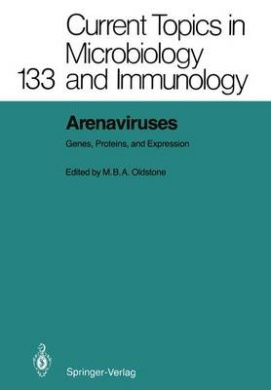 Current Topics in
Microbiology
133 and Immunology
Arenaviruses
Genes, Proteins, and Expression
Edited by M.B.A. Oldstone
Springer-Verlag